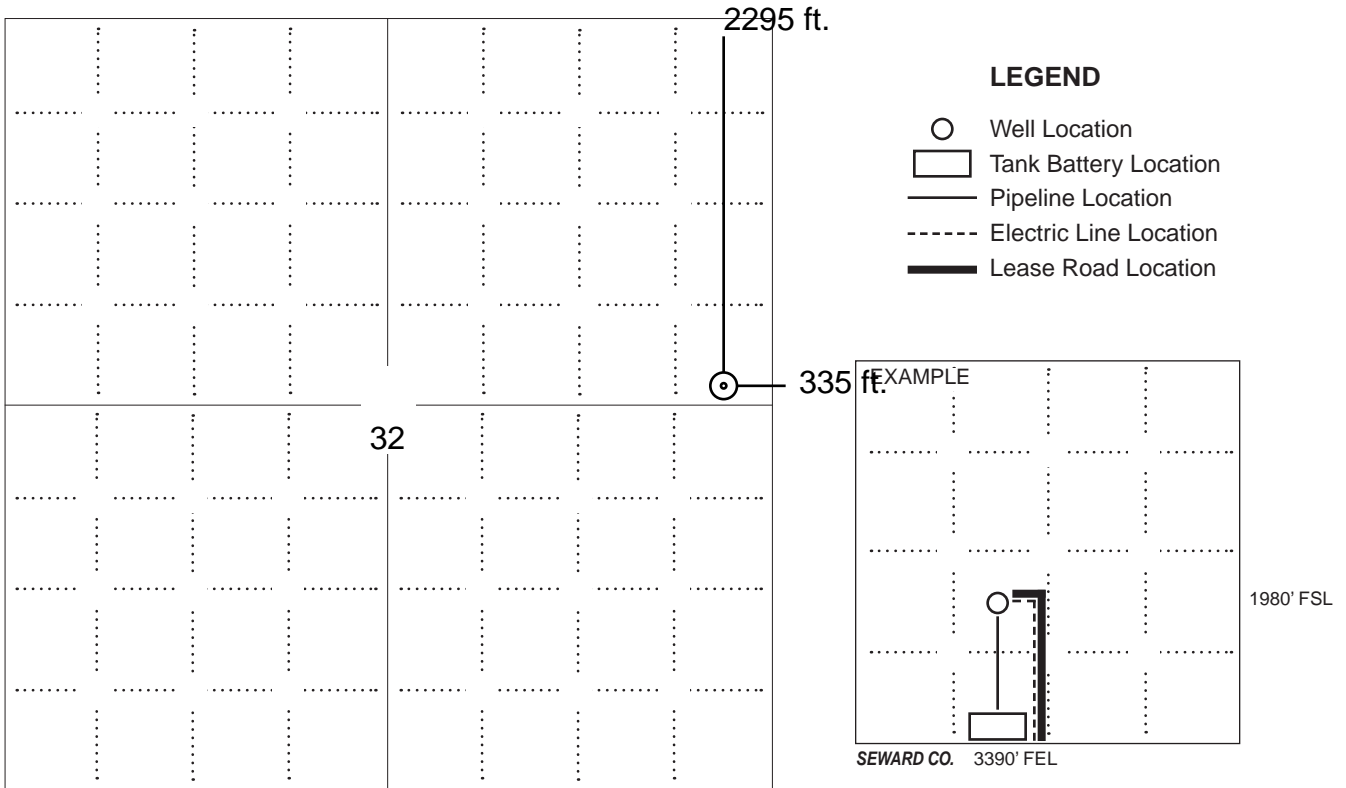 2295 ft.
LEGEND
Well Location
Tank Battery Location
Pipeline Location
Electric Line Location
Lease Road Location
335 ft.
EXAMPLE
32
1980' FSL
SEWARD CO. 3390' FEL